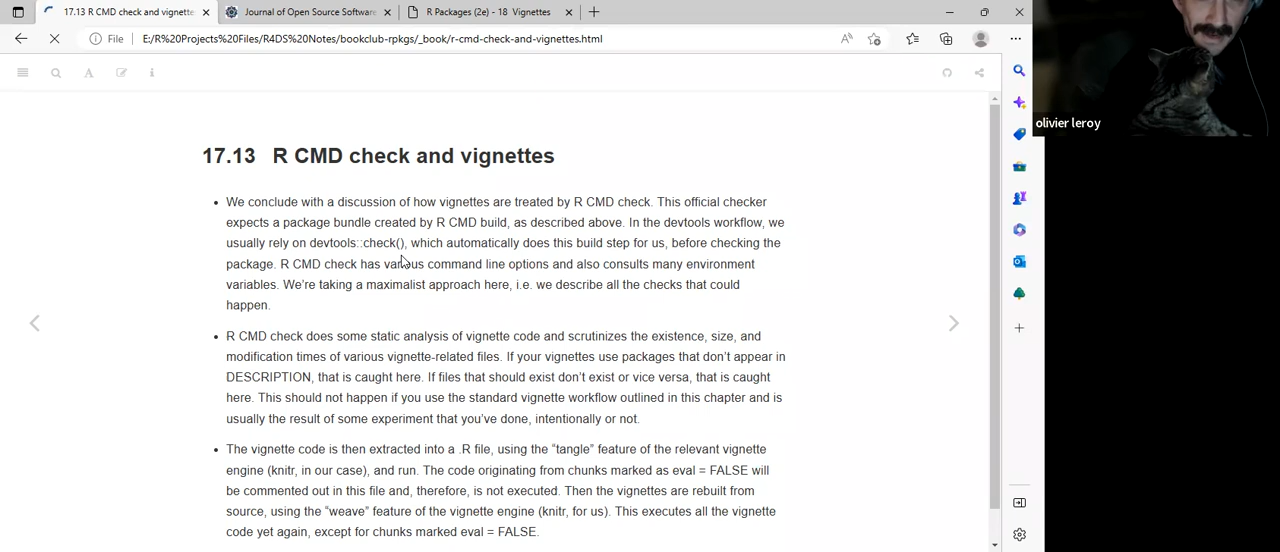 17.13 R CMD check and vignette
Journal of Open Source Software
R Packages (2e) - 18 Vignettes
File
E:/R%20Projects%20Files/R4DS%20Notes/bookclub-rpkgs/_book/r-cmd-check-and-vignettes.html
olivier leroy
17.13 R CMD check and vignettes
• We conclude with a discussion of how vignettes are treated by R CMD check. This official checker
expects a package bundle created by R CMD build, as described above. In the devtools workflow, we
usually rely on devtools::check(), which automatically does this build step for us, before checking the
package. R CMD check has various command line options and also consults many environment
variables. We're taking a maximalist approach here, i.e. we describe all the checks that could
happen.
• R CMD check does some static analysis of vignette code and scrutinizes the existence, size, and
modification times of various vignette-related files. If your vignettes use packages that don't appear in
DESCRIPTION, that is caught here. If files that should exist don't exist or vice versa, that is caught
here. This should not happen if you use the standard vignette workflow outlined in this chapter and is
usually the result of some experiment that you've done, intentionally or not.
• The vignette code is then extracted into a .R file, using the "tangle" feature of the relevant vignette
engine (knitr, in our case), and run. The code originating from chunks marked as eval = FALSE will
be commented out in this file and, therefore, is not executed. Then the vignettes are rebuilt from
source, using the "weave" feature of the vignette engine (knitr, for us). This executes all the vignette
code yet again, except for chunks marked eval = FALSE.